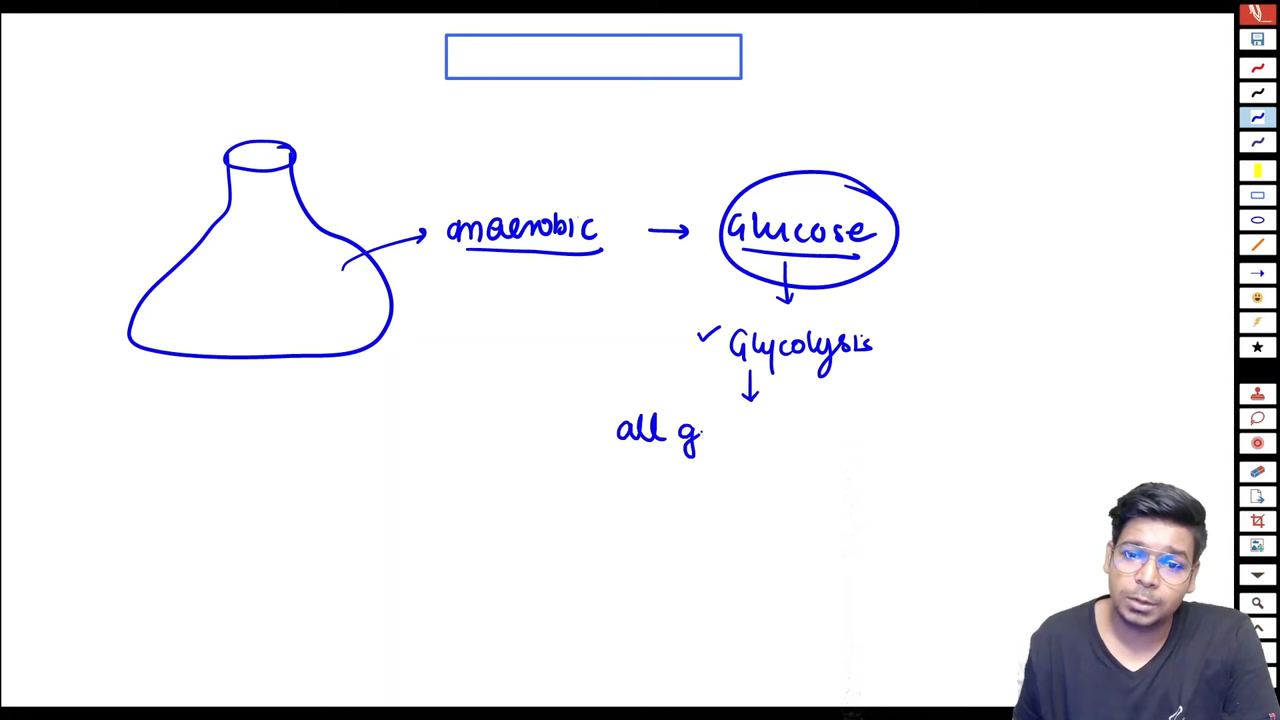 anaerobic → Glucose
↓
✓ Glycolysis
↓
all g